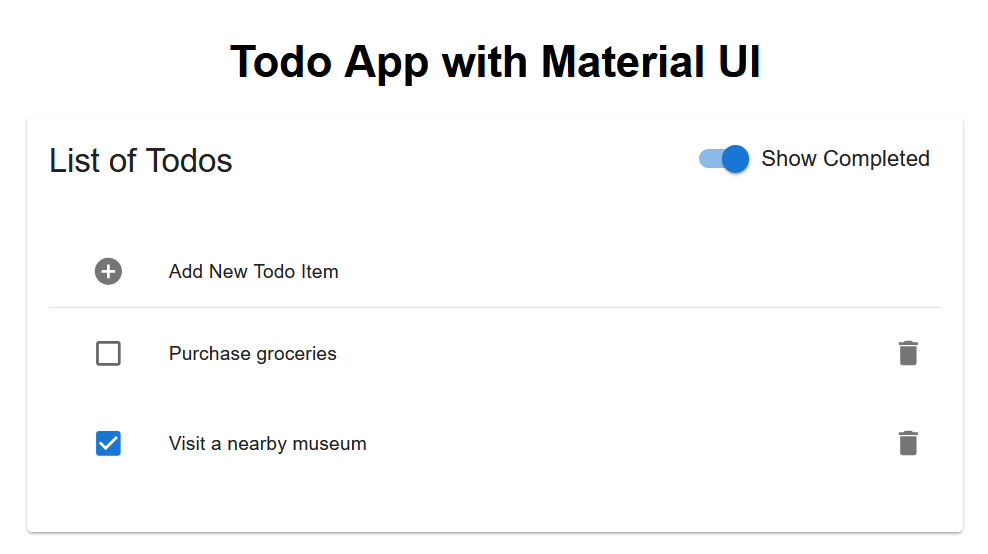 Todo App with Material UI
List of Todos
Show Completed
Add New Todo Item
Purchase groceries
Visit a nearby museum